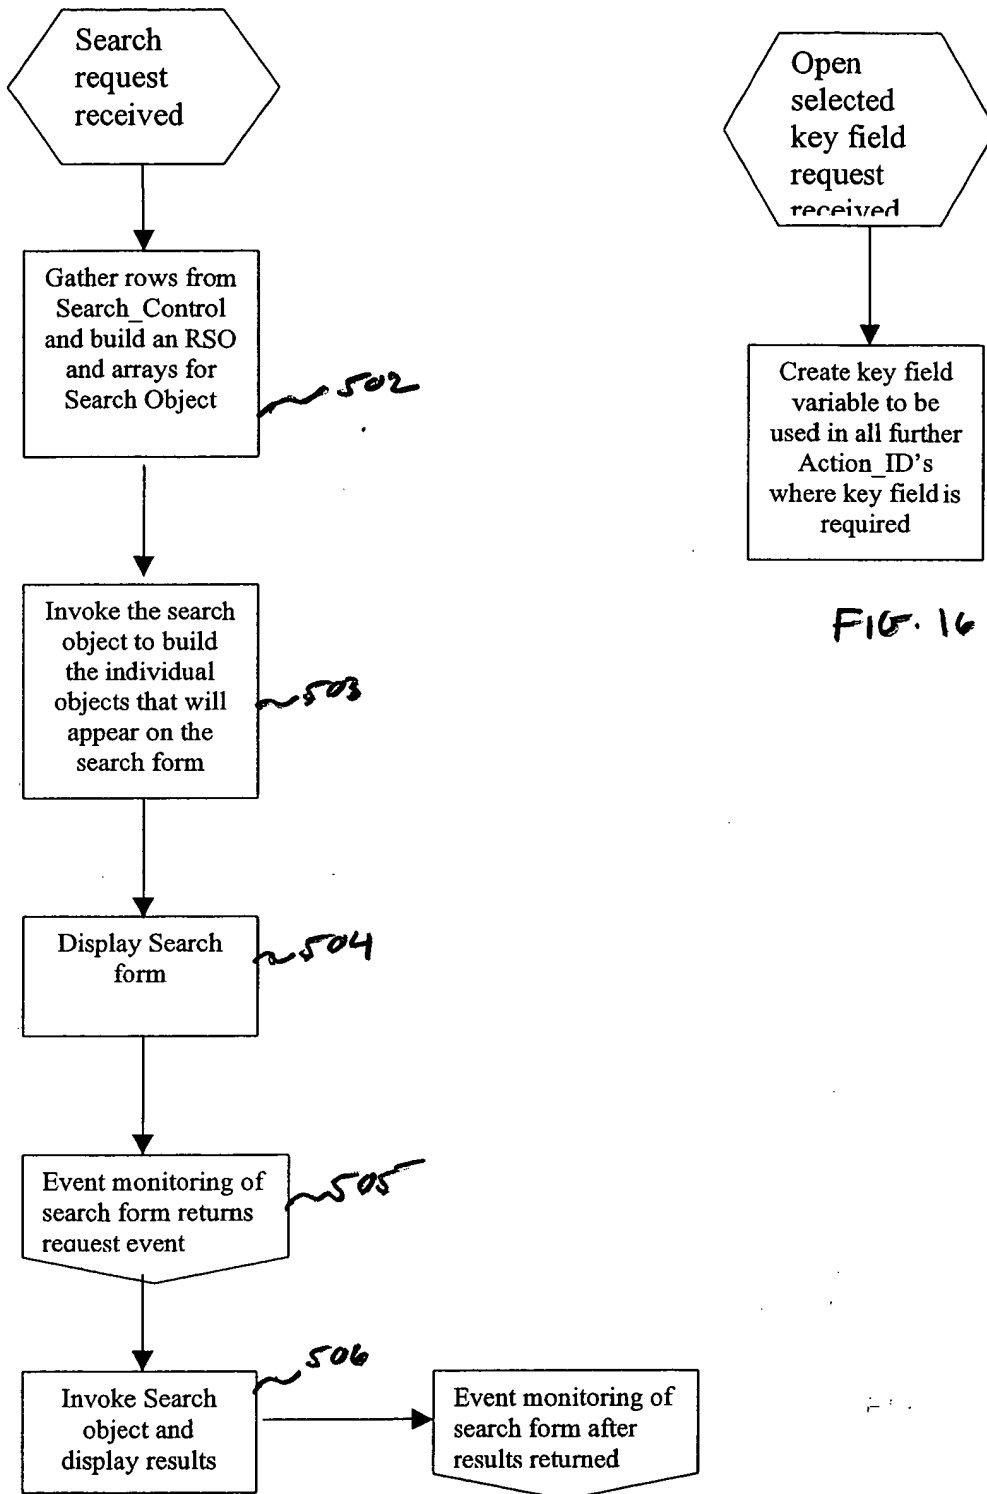 Search
request
received
Gather rows from
Search_Control
and build an RSO
and arrays for
Search Object
502
Invoke the search
object to build
the individual
objects that will
appear on the
search form
503
Display Search
form
504
Event monitoring of
search form returns
request event
505
Invoke Search
object and
display results
506
Event monitoring of
search form after
results returned
Open
selected
key field
request
received
Create key field
variable to be
used in all further
Action_ID's
where key field is
required
FIG. 16